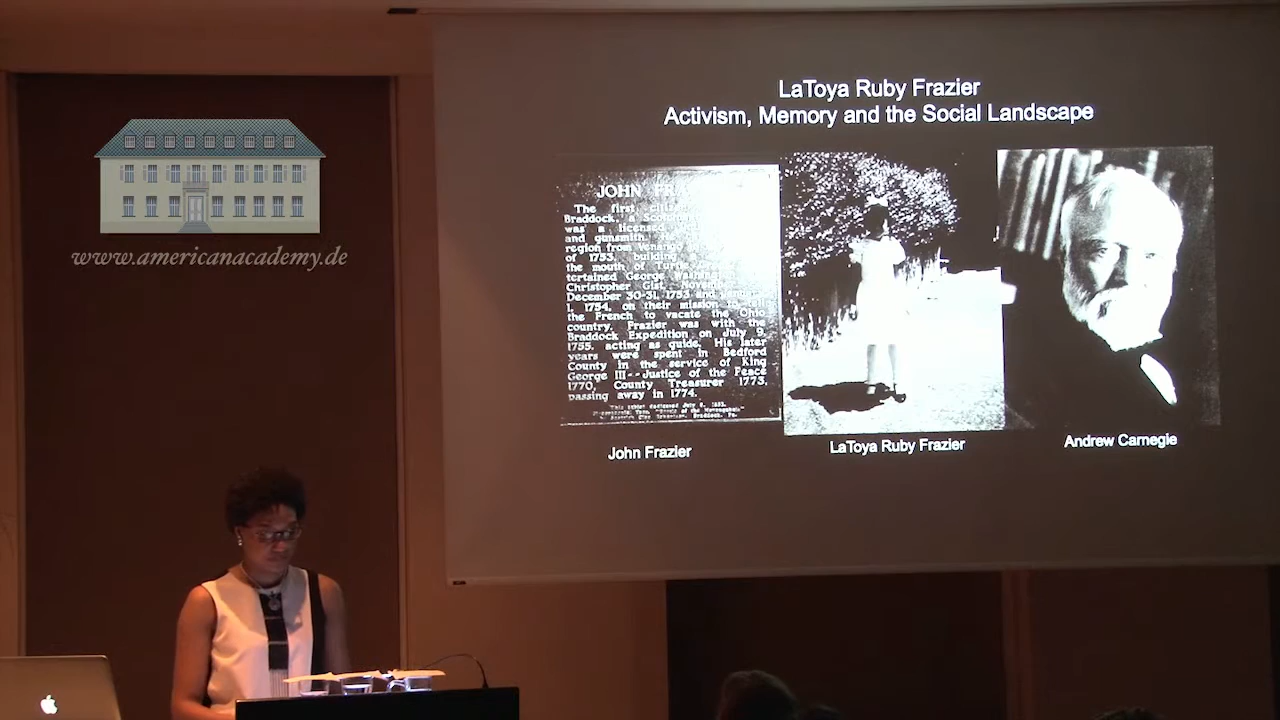 LaToya Ruby Frazier
Activism, Memory and the Social Landscape
www.americanacademy.de
JOHN
The first
Braddock, a
was a licensed
and gunsmith.
region from Venango
of 1753, building
the mouth of
tertained George
Christopher Gist,
December 30-31, 1753 and
1, 1754, on their mission to
the French to vacate the Ohio
country. Frazier was with the
Braddock Expedition on July 9,
1755, acting as guide. His later
years were spent in Bedford
County in the service of King
George III--Justice of the Peace
1770, County Treasurer 1773,
passing away in 1774.
John Frazier
LaToya Ruby Frazier
Andrew Carnegie